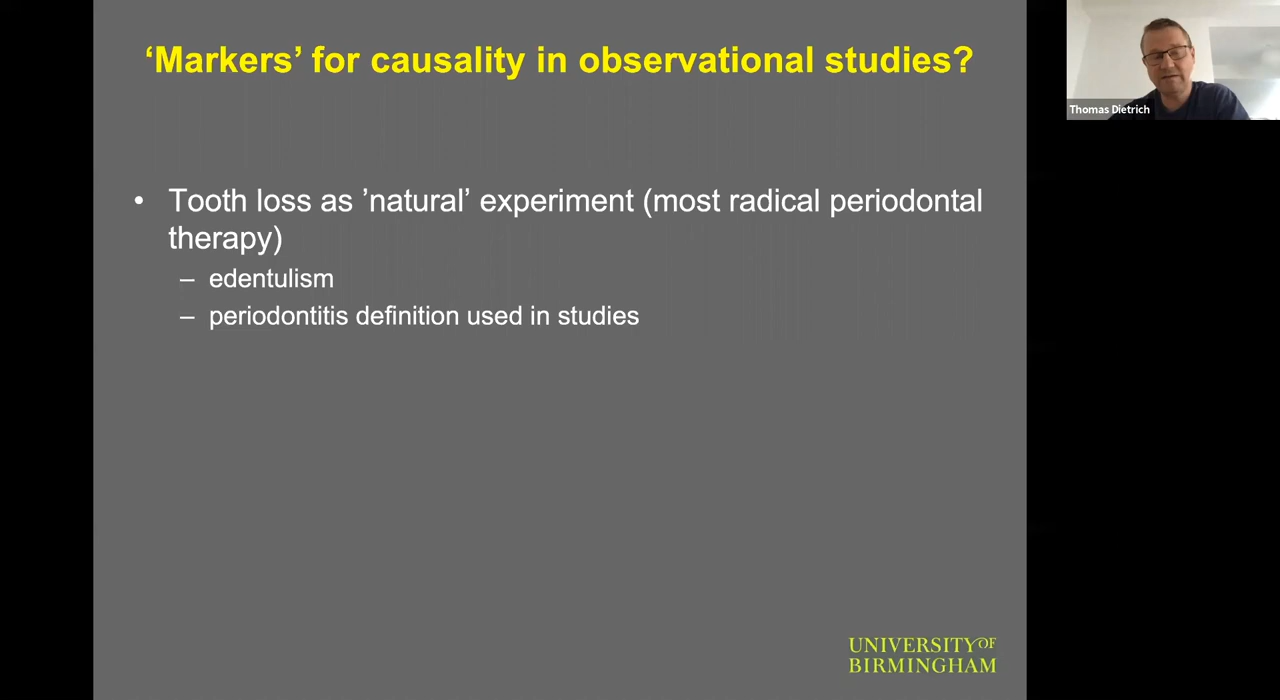 ‘Markers’ for causality in observational studies?
Thomas Dietrich
• Tooth loss as ’natural’ experiment (most radical periodontal
therapy)
– edentulism
– periodontitis definition used in studies
UNIVERSITY OF
BIRMINGHAM